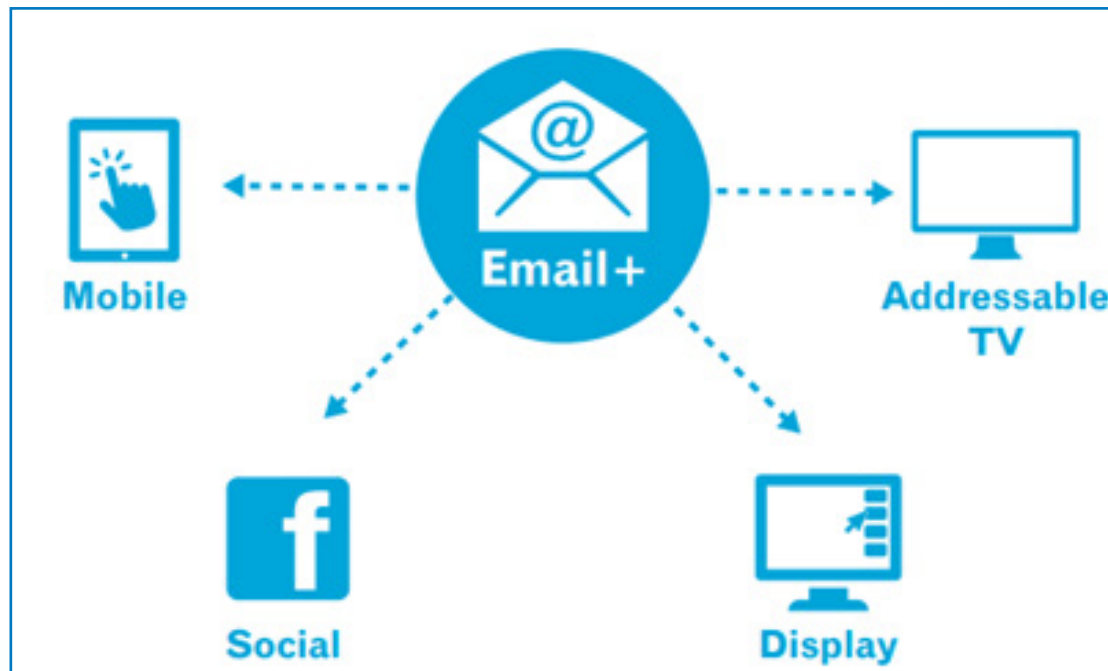 @
Email+
Mobile
Addressable
TV
f
Social
Display